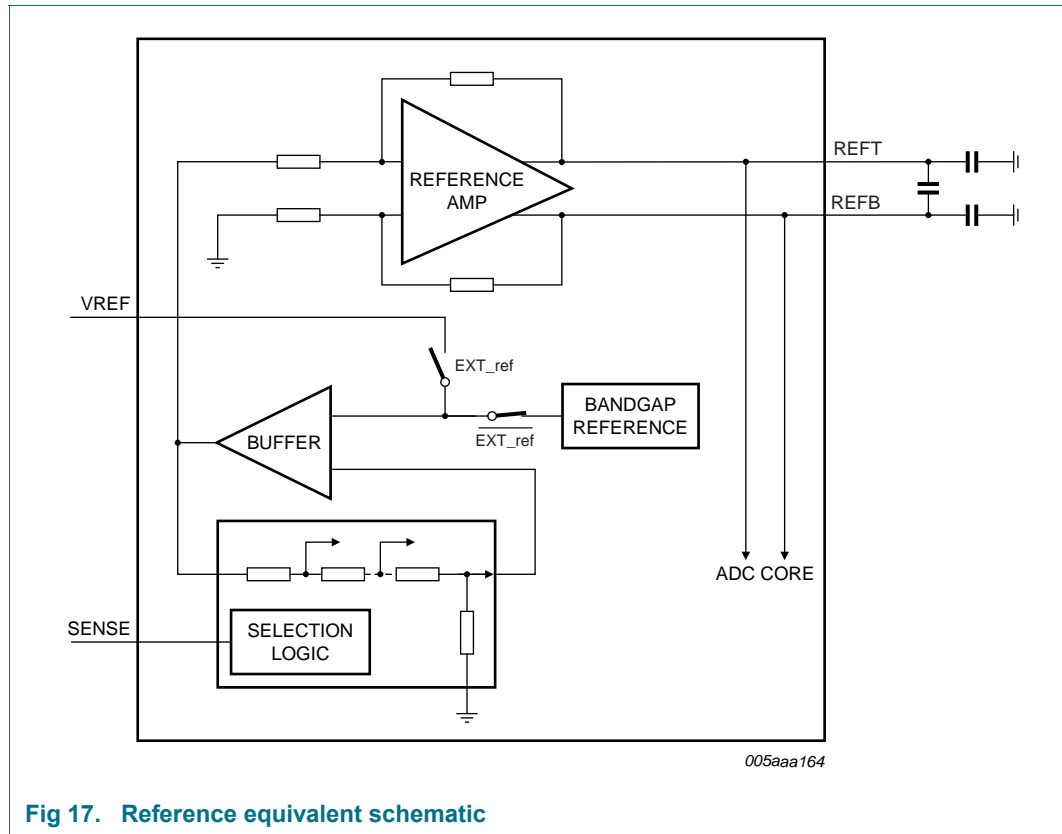 REFERENCE
AMP
REFT
REFB
VREF
EXT_ref
BANDGAP
REFERENCE
EXT_ref
BUFFER
ADC CORE
SENSE
SELECTION
LOGIC
005aaa164
Fig 17. Reference equivalent schematic